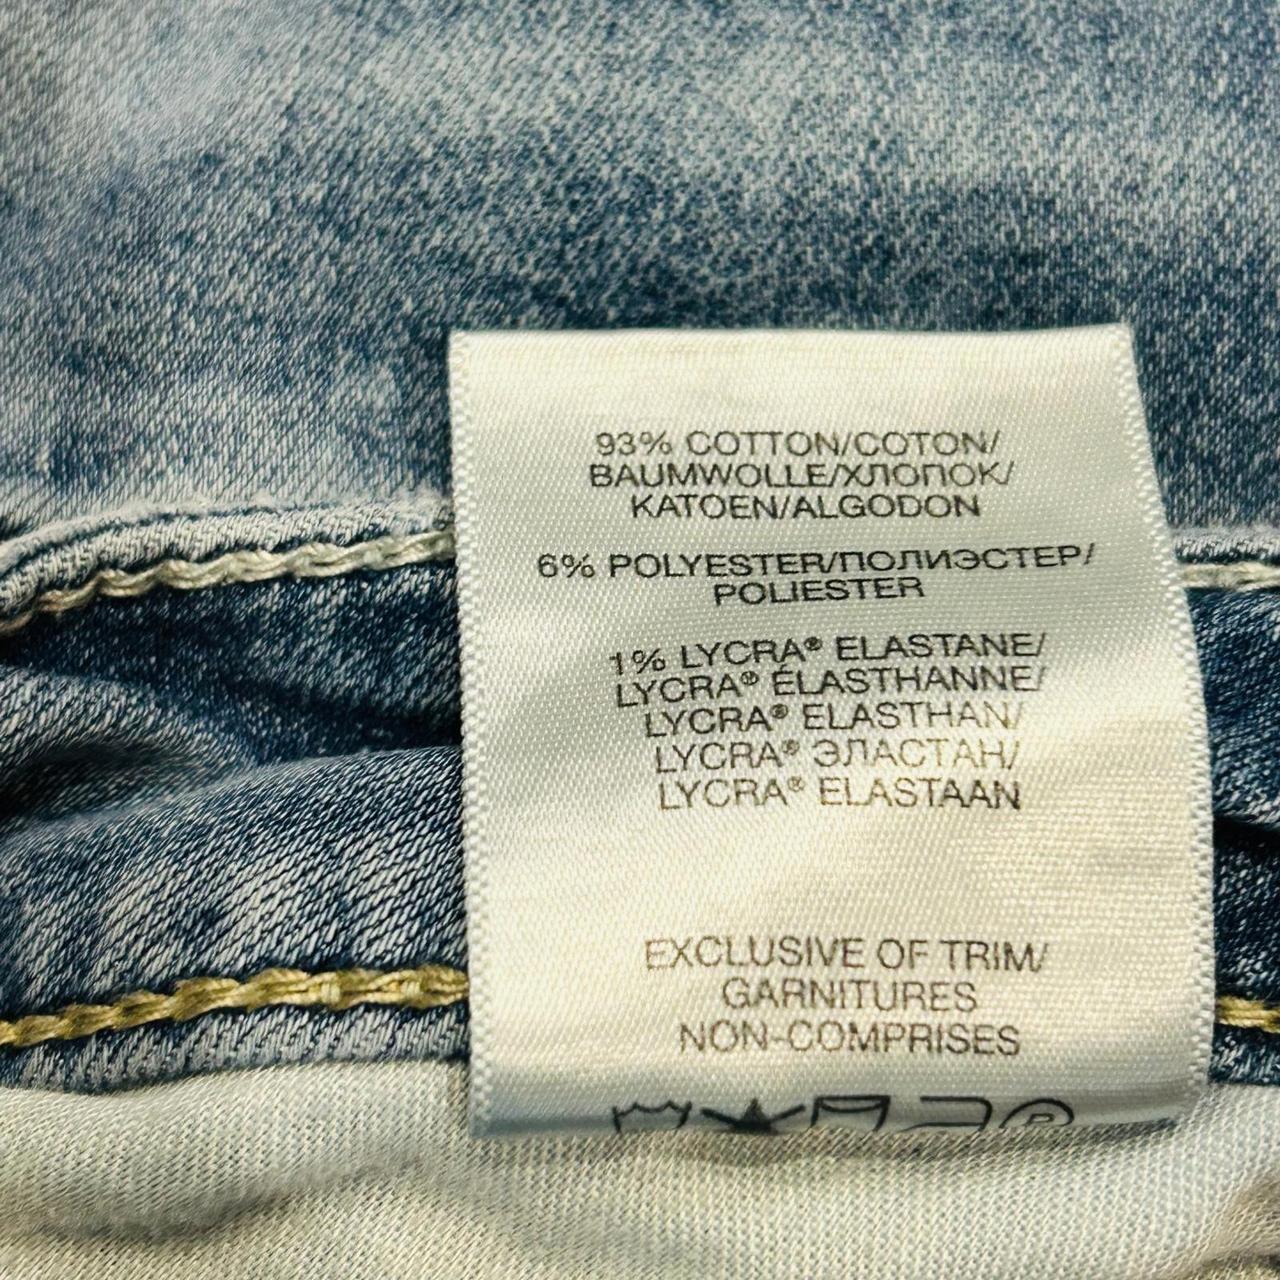 93% COTTON/COTON/
BAUMWOLLE/ХЛОПОК/
KATOEN/ALGODON
6% POLYESTER/ПОЛИЭСТЕР/
POLIESTER
1% LYCRA® ELASTANE/
LYCRA® ÉLASTHANNE/
LYCRA® ELASTHAN/
LYCRA® ЭЛАСТАН/
LYCRA® ELASTAAN
EXCLUSIVE OF TRIM/
GARNITURES
NON-COMPRISES
P